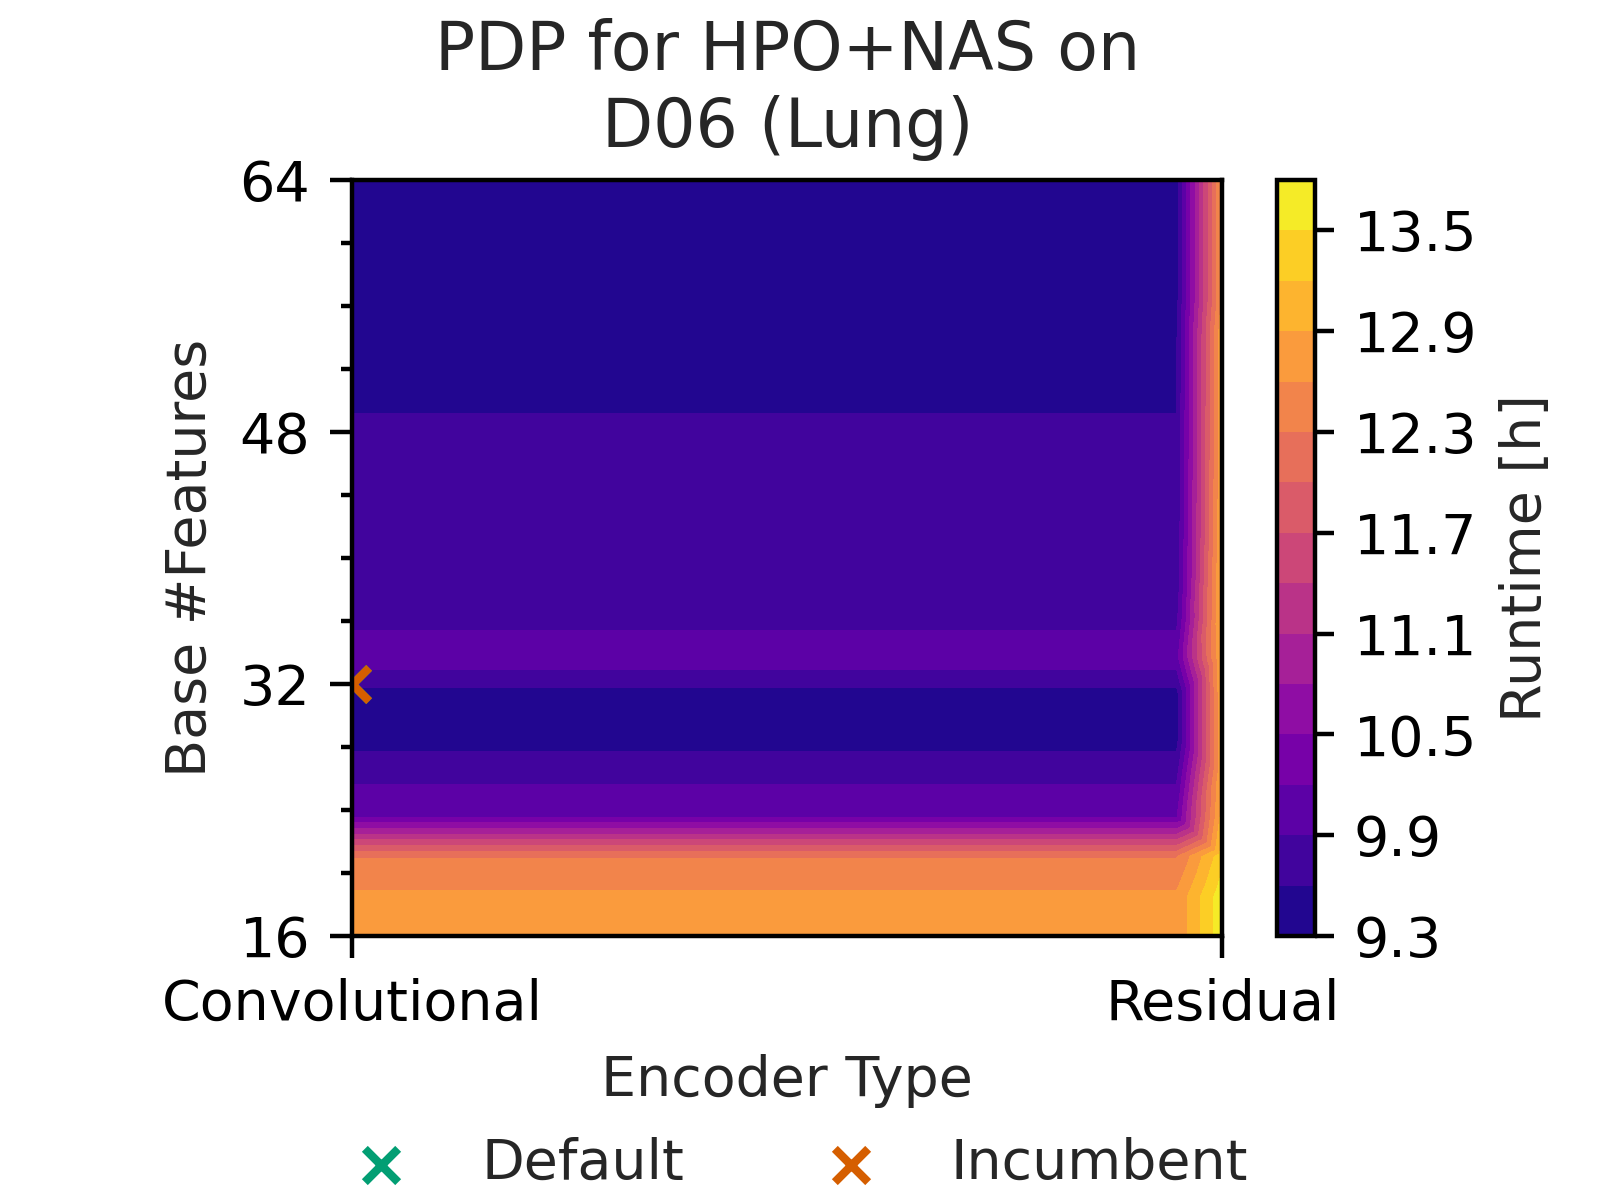 PDP for HPO+NAS on
D06 (Lung)
64
48
32
16
Base #Features
Convolutional
Residual
Encoder Type
13.5
12.9
12.3
11.7
11.1
10.5
9.9
9.3
Runtime [h]
Default
Incumbent